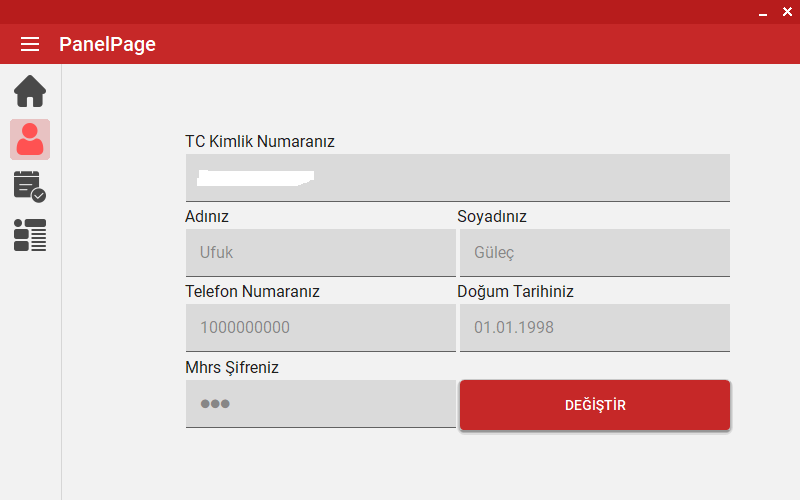 PanelPage
TC Kimlik Numaranız
Adınız
Soyadınız
Ufuk
Güleç
Telefon Numaranız
Doğum Tarihiniz
1000000000
01.01.1998
Mhrs Şifreniz
●●●
DEĞİŞTİR